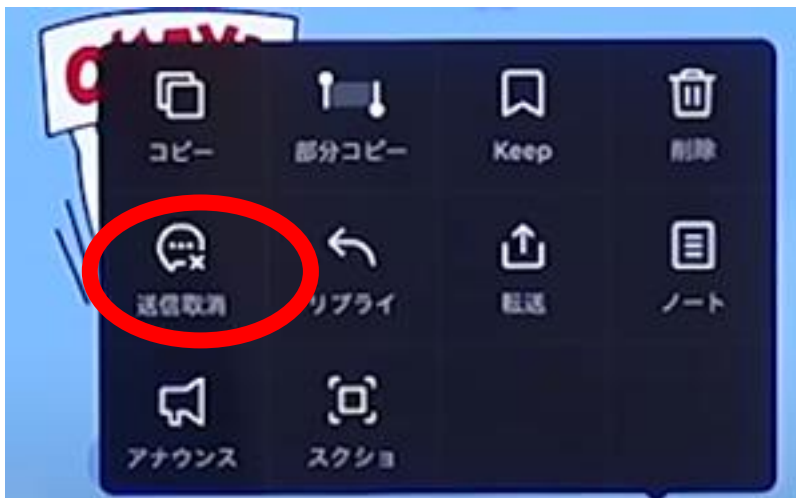 コピー 部分コピー Keep 削除
送信取消 リプライ 転送 ノート
アナウンス スクショ